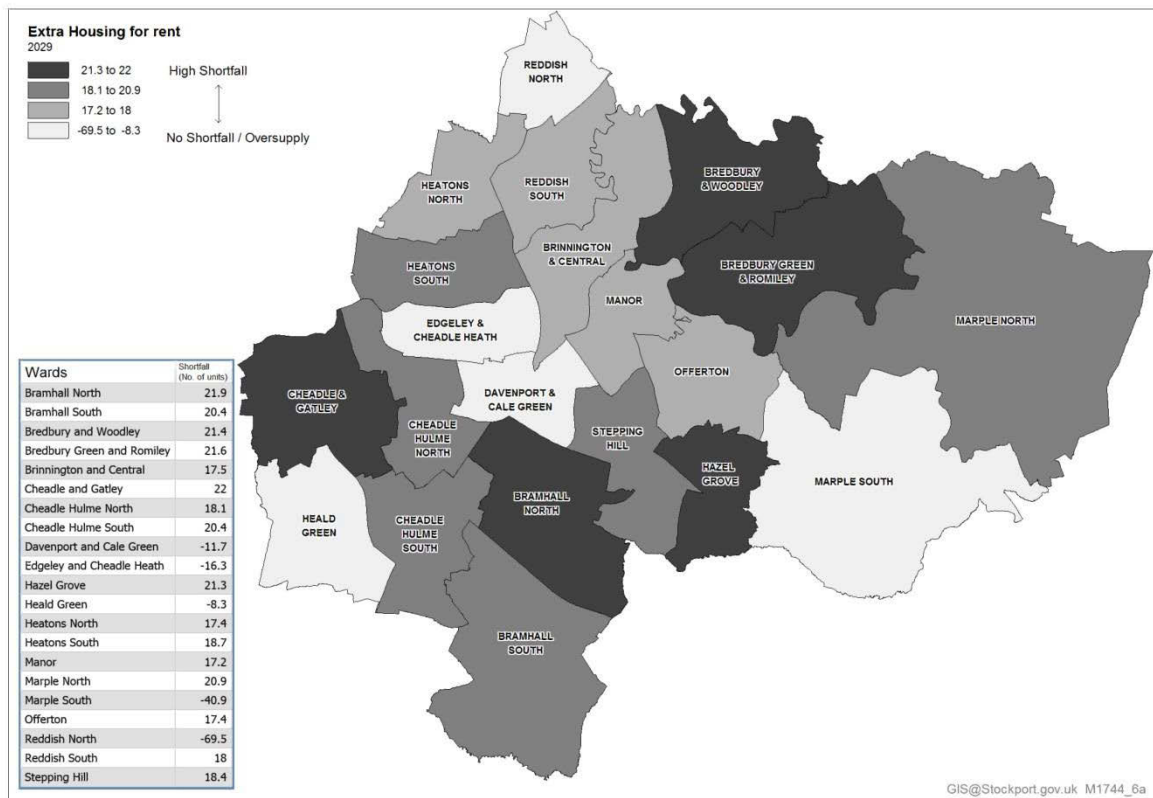 Extra Housing for rent
2029
21.3 to 22
High Shortfall
18.1 to 20.9
17.2 to 18
-69.5 to -8.3
No Shortfall / Oversupply
REDDISH
NORTH
BREDBURY
& WOODLEY
HEATONS
NORTH
REDDISH
SOUTH
BRINNINGTON
& CENTRAL
BREDBURY GREEN
& ROMILEY
HEATONS
SOUTH
MANOR
EDGELEY &
CHEADLE HEATH
MARPLE NORTH
OFFERTON
CHEADLE &
GATLEY
DAVENPORT &
CALE GREEN
CHEADLE
HULME
NORTH
STEPPING
HILL
HAZEL
GROVE
MARPLE SOUTH
BRAMHALL
NORTH
HEALD
GREEN
CHEADLE
HULME
SOUTH
BRAMHALL
SOUTH
Wards Shortfall
(No. of units)
Bramhall North 21.9
Bramhall South 20.4
Bredbury and Woodley 21.4
Bredbury Green and Romiley 21.6
Brinnington and Central 17.5
Cheadle and Gatley 22
Cheadle Hulme North 18.1
Cheadle Hulme South 20.4
Davenport and Cale Green -11.7
Edgeley and Cheadle Heath -16.3
Hazel Grove 21.3
Heald Green -8.3
Heatons North 17.4
Heatons South 18.7
Manor 17.2
Marple North 20.9
Marple South -40.9
Offerton 17.4
Reddish North -69.5
Reddish South 18
Stepping Hill 18.4
GIS@Stockport.gov.uk M1744_6a